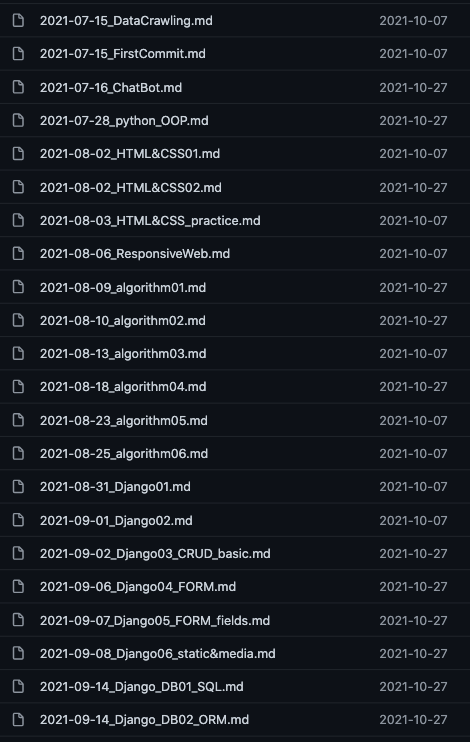 2021-07-15_DataCrawling.md 2021-10-07
2021-07-15_FirstCommit.md 2021-10-07
2021-07-16_ChatBot.md 2021-10-27
2021-07-28_python_OOP.md 2021-10-07
2021-08-02_HTML&CSS01.md 2021-10-07
2021-08-02_HTML&CSS02.md 2021-10-27
2021-08-03_HTML&CSS_practice.md 2021-10-07
2021-08-06_ResponsiveWeb.md 2021-10-07
2021-08-09_algorithm01.md 2021-10-27
2021-08-10_algorithm02.md 2021-10-27
2021-08-13_algorithm03.md 2021-10-07
2021-08-18_algorithm04.md 2021-10-27
2021-08-23_algorithm05.md 2021-10-07
2021-08-25_algorithm06.md 2021-10-07
2021-08-31_Django01.md 2021-10-07
2021-09-01_Django02.md 2021-10-07
2021-09-02_Django03_CRUD_basic.md 2021-10-27
2021-09-06_Django04_FORM.md 2021-10-27
2021-09-07_Django05_FORM_fields.md 2021-10-27
2021-09-08_Django06_static&media.md 2021-10-27
2021-09-14_Django_DB01_SQL.md 2021-10-27
2021-09-14_Django_DB02_ORM.md 2021-10-27